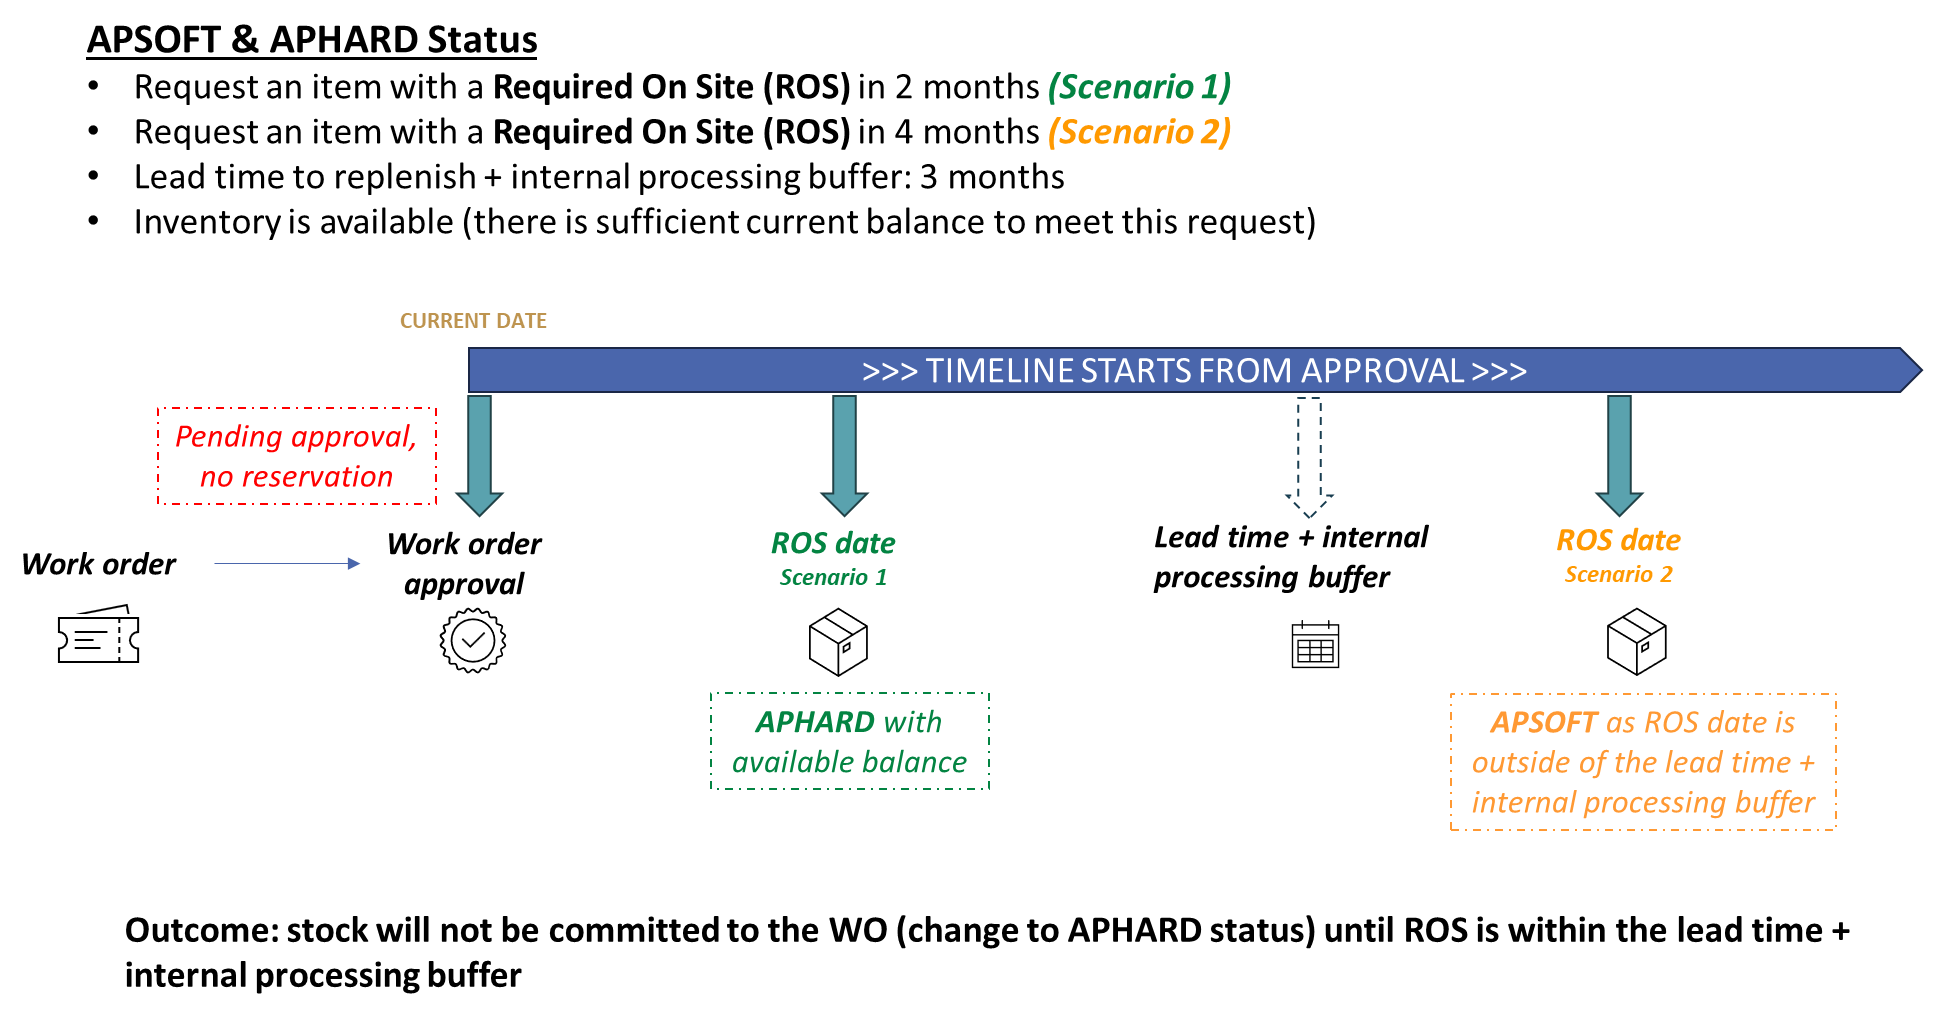 APSOFT & APHARD Status
• Request an item with a Required On Site (ROS) in 2 months (Scenario 1)
• Request an item with a Required On Site (ROS) in 4 months (Scenario 2)
• Lead time to replenish + internal processing buffer: 3 months
• Inventory is available (there is sufficient current balance to meet this request)
CURRENT DATE
>>> TIMELINE STARTS FROM APPROVAL >>>
Pending approval,
no reservation
Work order
Work order
approval
ROS date
Scenario 1
Lead time + internal
processing buffer
ROS date
Scenario 2
APHARD with
available balance
APSOFT as ROS date is
outside of the lead time +
internal processing buffer
Outcome: stock will not be committed to the WO (change to APHARD status) until ROS is within the lead time +
internal processing buffer